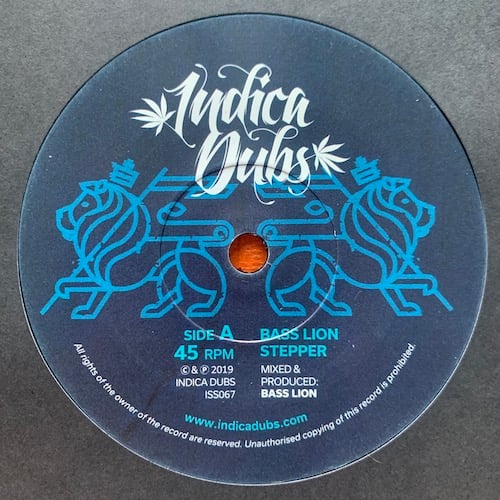 Indica
Dubs
SIDE A
45 RPM
© & ℗ 2019
INDICA DUBS
ISS067
BASS LION
STEPPER
MIXED &
PRODUCED:
BASS LION
www.indicadubs.com
All rights of the owner of the record are reserved. Unauthorised copying of this record is prohibited.